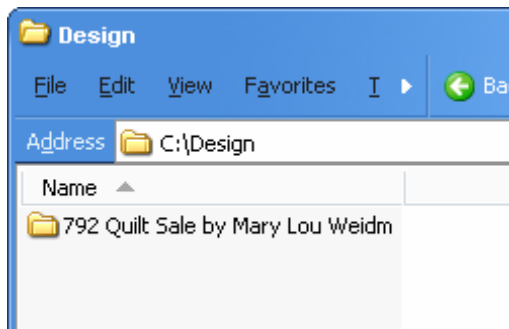 Design
File Edit View Favorites T Ba
Address C:\Design
Name
792 Quilt Sale by Mary Lou Weidm